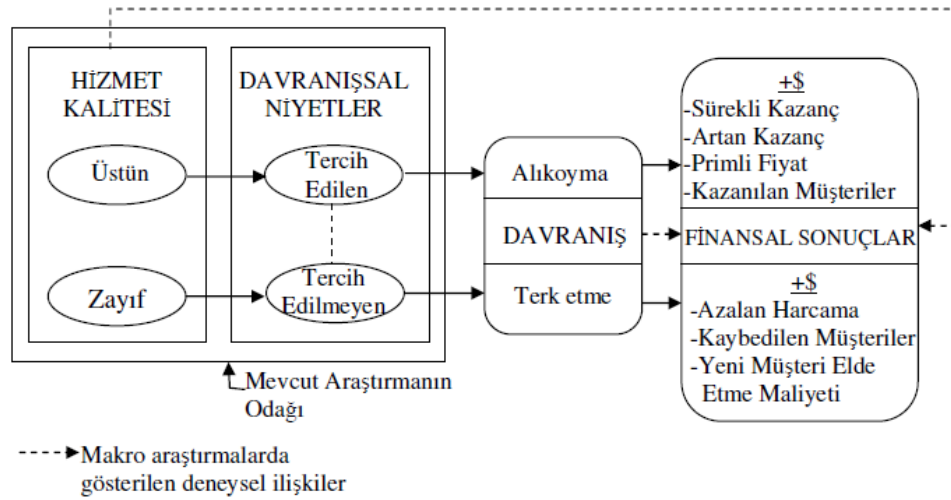 HİZMET
KALİTESİ
Üstün
Zayıf
DAVRANIŞSAL
NİYETLER
Tercih
Edilen
Tercih
Edilmeyen
Mevcut Araştırmanın
Odağı
Alıkoyma
DAVRANIŞ
Terk etme
+$
-Sürekli Kazanç
-Artan Kazanç
-Primli Fiyat
-Kazanılan Müşteriler
FİNANSAL SONUÇLAR
+$
-Azalan Harcama
-Kaybedilen Müşteriler
-Yeni Müşteri Elde
Etme Maliyeti
Makro araştırmalarda
gösterilen deneysel ilişkiler